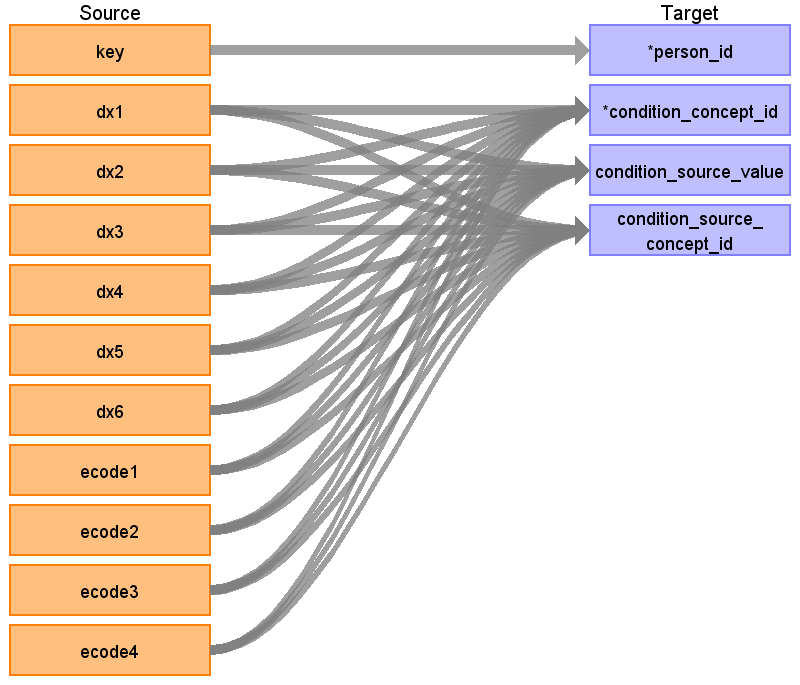 Source Target
key *person_id
dx1 *condition_concept_id
dx2 condition_source_value
dx3 condition_source_
concept_id
dx4
dx5
dx6
ecode1
ecode2
ecode3
ecode4